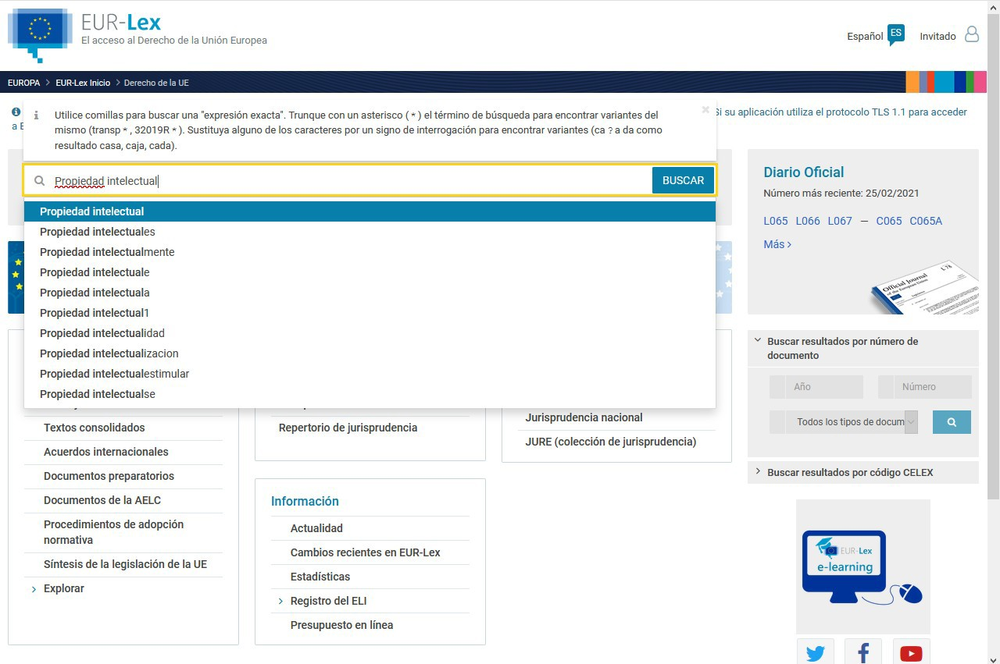 EUR-Lex
El acceso al Derecho de la Unión Europea
Español ES Invitado
EUROPA > EUR-Lex Inicio > Derecho de la UE
Si su aplicación utiliza el protocolo TLS 1.1 para acceder
Utilice comillas para buscar una "expresión exacta". Trunque con un asterisco ( * ) el término de búsqueda para encontrar variantes del
mismo (transp * , 32019R * ). Sustituya alguno de los caracteres por un signo de interrogación para encontrar variantes (ca ? a da como
resultado casa, caja, cada).
Propiedad intelectual BUSCAR
Propiedad intelectual
Propiedad intelectuales
Propiedad intelectualmente
Propiedad intelectuale
Propiedad intelectuala
Propiedad intelectual1
Propiedad intelectualidad
Propiedad intelectualizacion
Propiedad intelectualestimular
Propiedad intelectualse
Textos consolidados
Acuerdos internacionales
Documentos preparatorios
Documentos de la AELC
Procedimientos de adopción
normativa
Síntesis de la legislación de la UE
> Explorar
Repertorio de jurisprudencia
Información
Actualidad
Cambios recientes en EUR-Lex
Estadísticas
> Registro del ELI
Presupuesto en línea
Jurisprudencia nacional
JURE (colección de jurisprudencia)
Diario Oficial
Número más reciente: 25/02/2021
L065 L066 L067 — C065 C065A
Más >
Official Journal
of the European Union
L 78
Buscar resultados por número de
documento
Año Número
Todos los tipos de docum
> Buscar resultados por código CELEX
EUR-Lex
e-learning